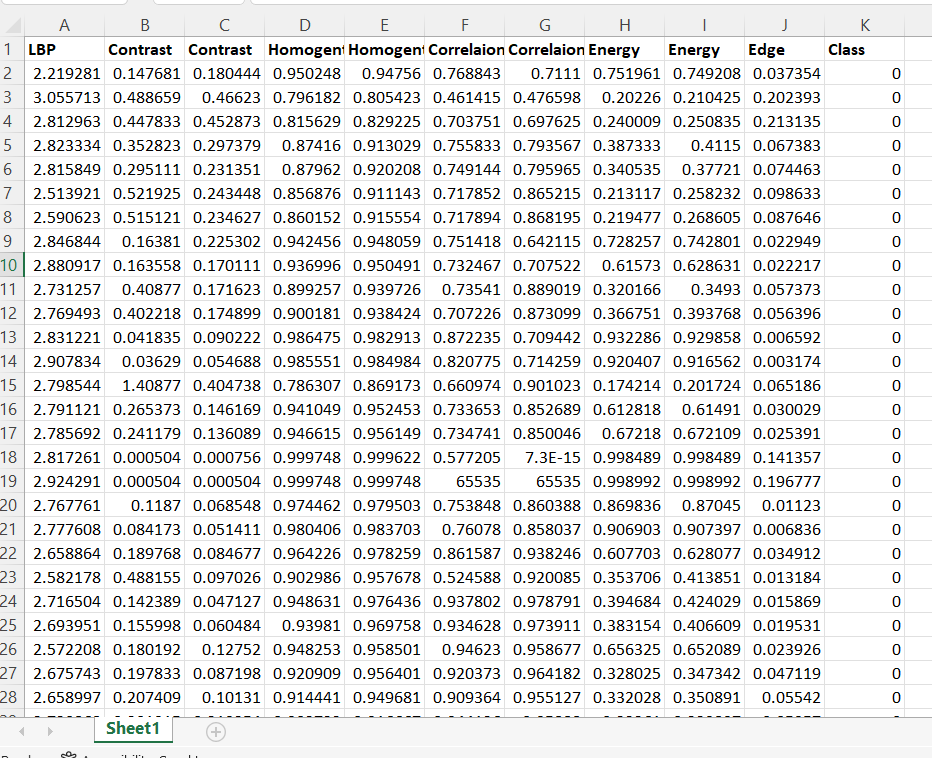 A B C D E F G H I J K
1 LBP Contrast Contrast Homogen Homogen Correlaion Correlaion Energy Energy Edge Class
2 2.219281 0.147681 0.180444 0.950248 0.94756 0.768843 0.7111 0.751961 0.749208 0.037354 0
3 3.055713 0.488659 0.46623 0.796182 0.805423 0.461415 0.476598 0.20226 0.210425 0.202393 0
4 2.812963 0.447833 0.452873 0.815629 0.829225 0.703751 0.697625 0.240009 0.250835 0.213135 0
5 2.823334 0.352823 0.297379 0.87416 0.913029 0.755833 0.793567 0.387333 0.4115 0.067383 0
6 2.815849 0.295111 0.231351 0.87962 0.920208 0.749144 0.795965 0.340535 0.37721 0.074463 0
7 2.513921 0.521925 0.243448 0.856876 0.911143 0.717852 0.865215 0.213117 0.258232 0.098633 0
8 2.590623 0.515121 0.234627 0.860152 0.915554 0.717894 0.868195 0.219477 0.268605 0.087646 0
9 2.846844 0.16381 0.225302 0.942456 0.948059 0.751418 0.642115 0.728257 0.742801 0.022949 0
10 2.880917 0.163558 0.170111 0.936996 0.950491 0.732467 0.707522 0.61573 0.628631 0.022217 0
11 2.731257 0.40877 0.171623 0.899257 0.939726 0.73541 0.889019 0.320166 0.3493 0.057373 0
12 2.769493 0.402218 0.174899 0.900181 0.938424 0.707226 0.873099 0.366751 0.393768 0.056396 0
13 2.831221 0.041835 0.090222 0.986475 0.982913 0.872235 0.709442 0.932286 0.929858 0.006592 0
14 2.907834 0.03629 0.054688 0.985551 0.984984 0.820775 0.714259 0.920407 0.916562 0.003174 0
15 2.798544 1.40877 0.404738 0.786307 0.869173 0.660974 0.901023 0.174214 0.201724 0.065186 0
16 2.791121 0.265373 0.146169 0.941049 0.952453 0.733653 0.852689 0.612818 0.61491 0.030029 0
17 2.785692 0.241179 0.136089 0.946615 0.956149 0.734741 0.850046 0.67218 0.672109 0.025391 0
18 2.817261 0.000504 0.000756 0.999748 0.999622 0.577205 7.3E-15 0.998489 0.998489 0.141357 0
19 2.924291 0.000504 0.000504 0.999748 0.999748 65535 65535 0.998992 0.998992 0.196777 0
20 2.767761 0.1187 0.068548 0.974462 0.979503 0.753848 0.860388 0.869836 0.87045 0.01123 0
21 2.777608 0.084173 0.051411 0.980406 0.983703 0.76078 0.858037 0.906903 0.907397 0.006836 0
22 2.658864 0.189768 0.084677 0.964226 0.978259 0.861587 0.938246 0.607703 0.628077 0.034912 0
23 2.582178 0.488155 0.097026 0.902986 0.957678 0.524588 0.920085 0.353706 0.413851 0.013184 0
24 2.716504 0.142389 0.047127 0.948631 0.976436 0.937802 0.978791 0.394684 0.424029 0.015869 0
25 2.693951 0.155998 0.060484 0.93981 0.969758 0.934628 0.973911 0.383154 0.406609 0.019531 0
26 2.572208 0.180192 0.12752 0.948253 0.958501 0.94623 0.958677 0.656325 0.652089 0.023926 0
27 2.675743 0.197833 0.087198 0.920909 0.956401 0.920373 0.964182 0.328025 0.347342 0.047119 0
28 2.658997 0.207409 0.10131 0.914441 0.949681 0.909364 0.955127 0.332028 0.350891 0.05542 0
Sheet1